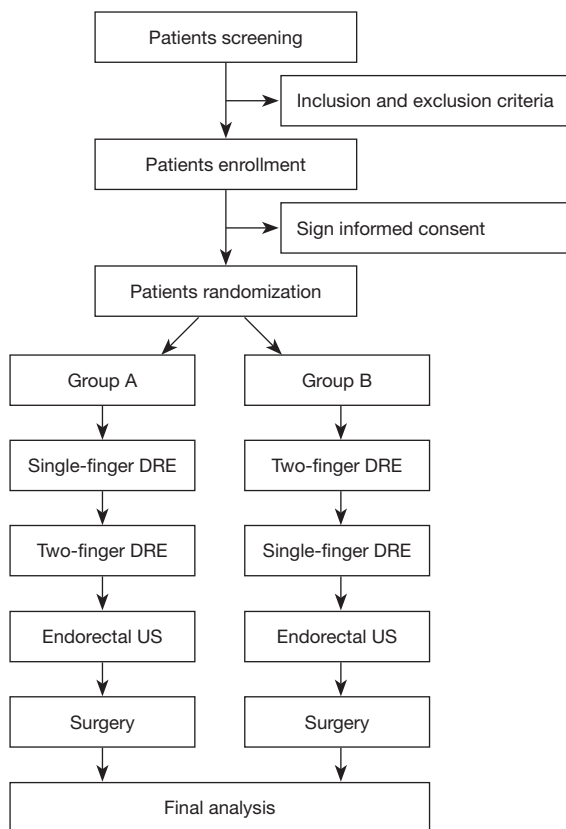 Patients screening
Inclusion and exclusion criteria
Patients enrollment
Sign informed consent
Patients randomization
Group A
Group B
Single-finger DRE
Two-finger DRE
Two-finger DRE
Single-finger DRE
Endorectal US
Endorectal US
Surgery
Surgery
Final analysis